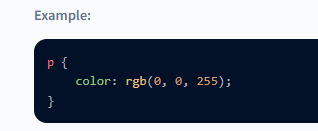 Example:
p {
    color: rgb(0, 0, 255);
}